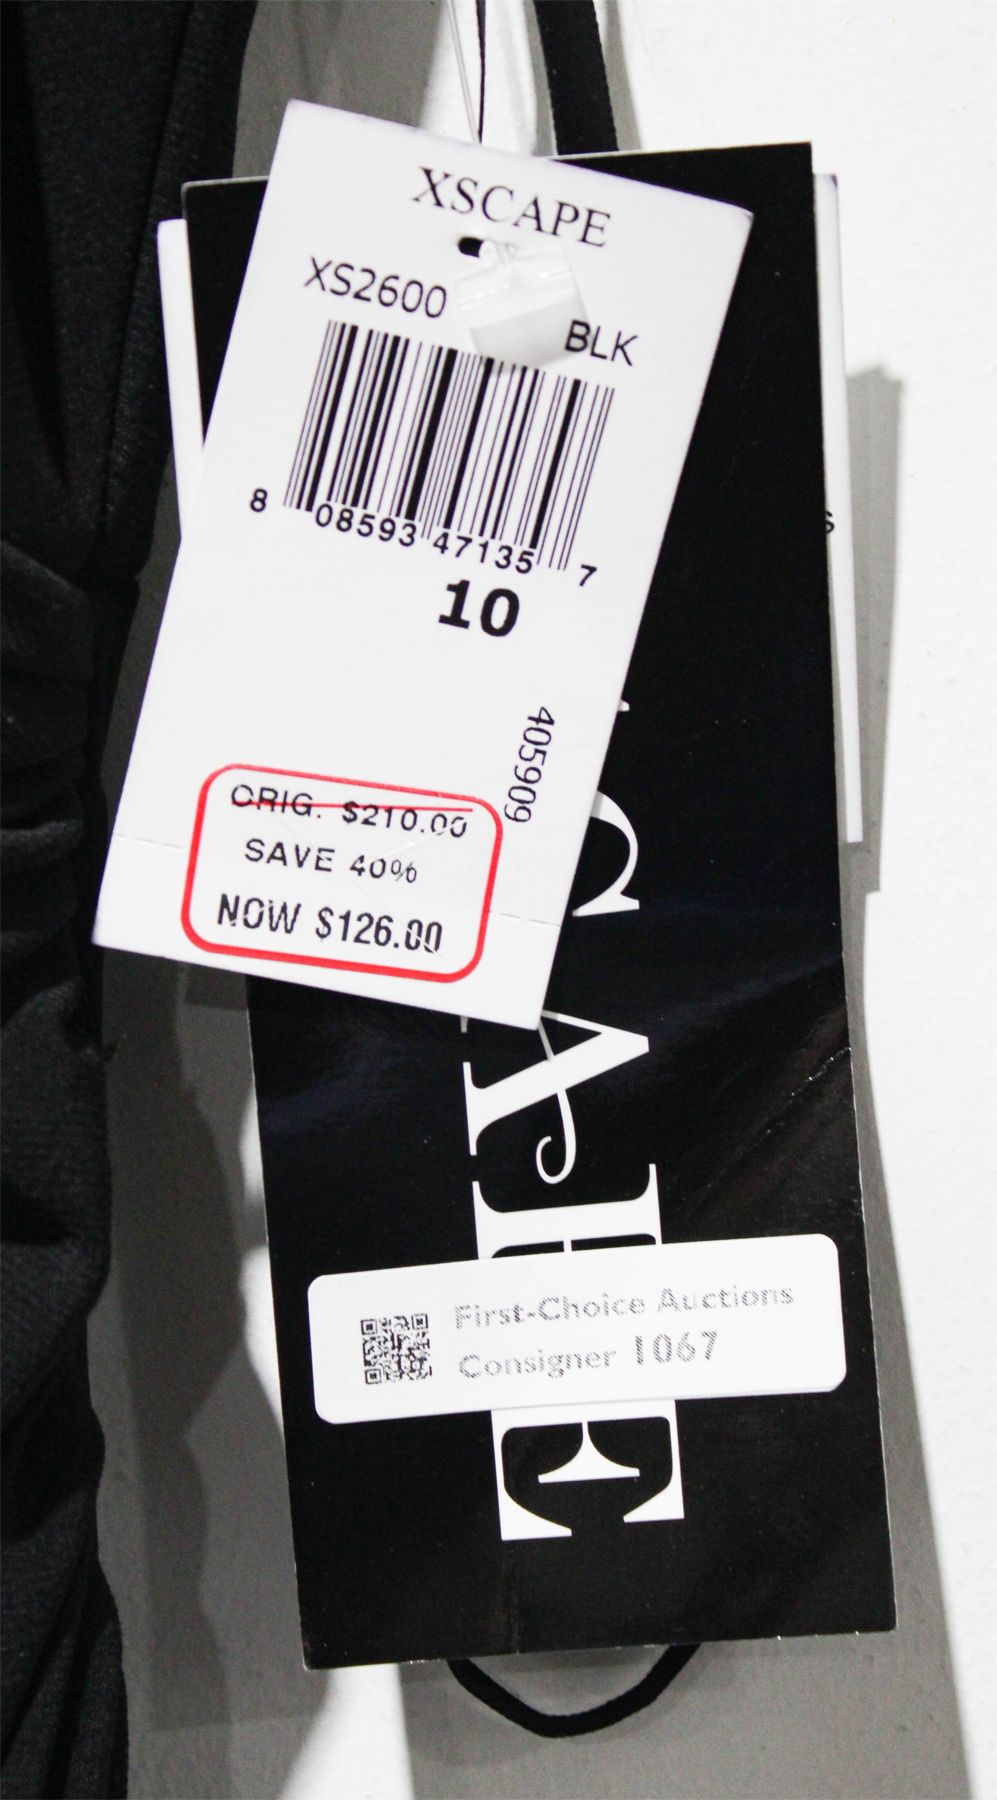 XSCAPE
XS2600
BLK
8 08593 47135 7
10
405909
ORIG. $210.00
SAVE 40%
NOW $126.00
First-Choice Auctions
Consigner 1067